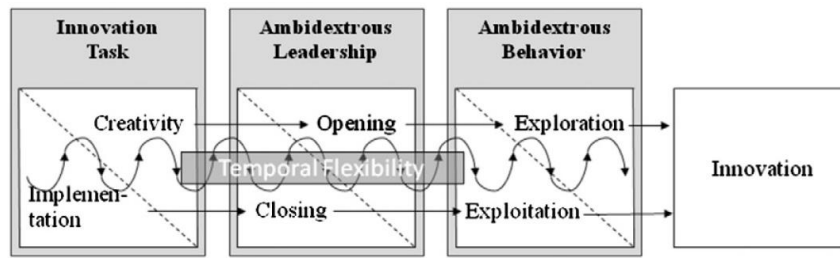 Innovation
Task
Ambidextrous
Leadership
Ambidextrous
Behavior
Creativity
Opening
Exploration
Temporal Flexibility
Innovation
Implemen-
tation
Closing
Exploitation